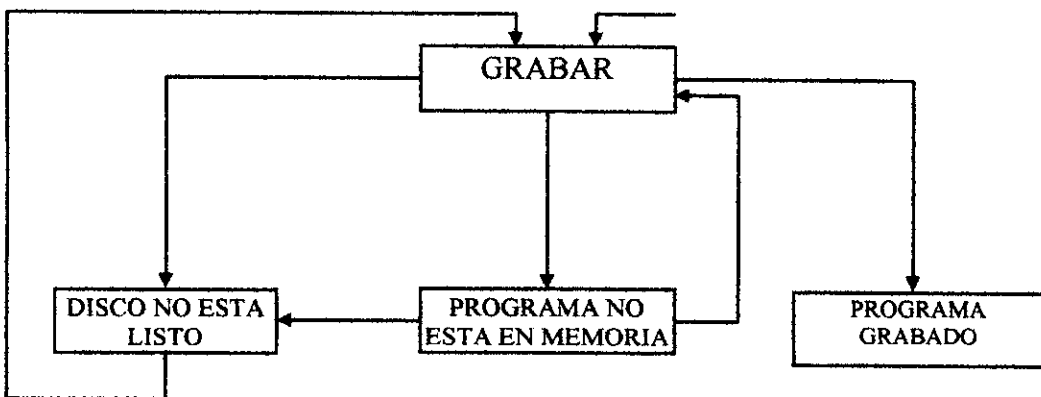 GRABAR
DISCO NO ESTA
LISTO
PROGRAMA NO
ESTA EN MEMORIA
PROGRAMA
GRABADO